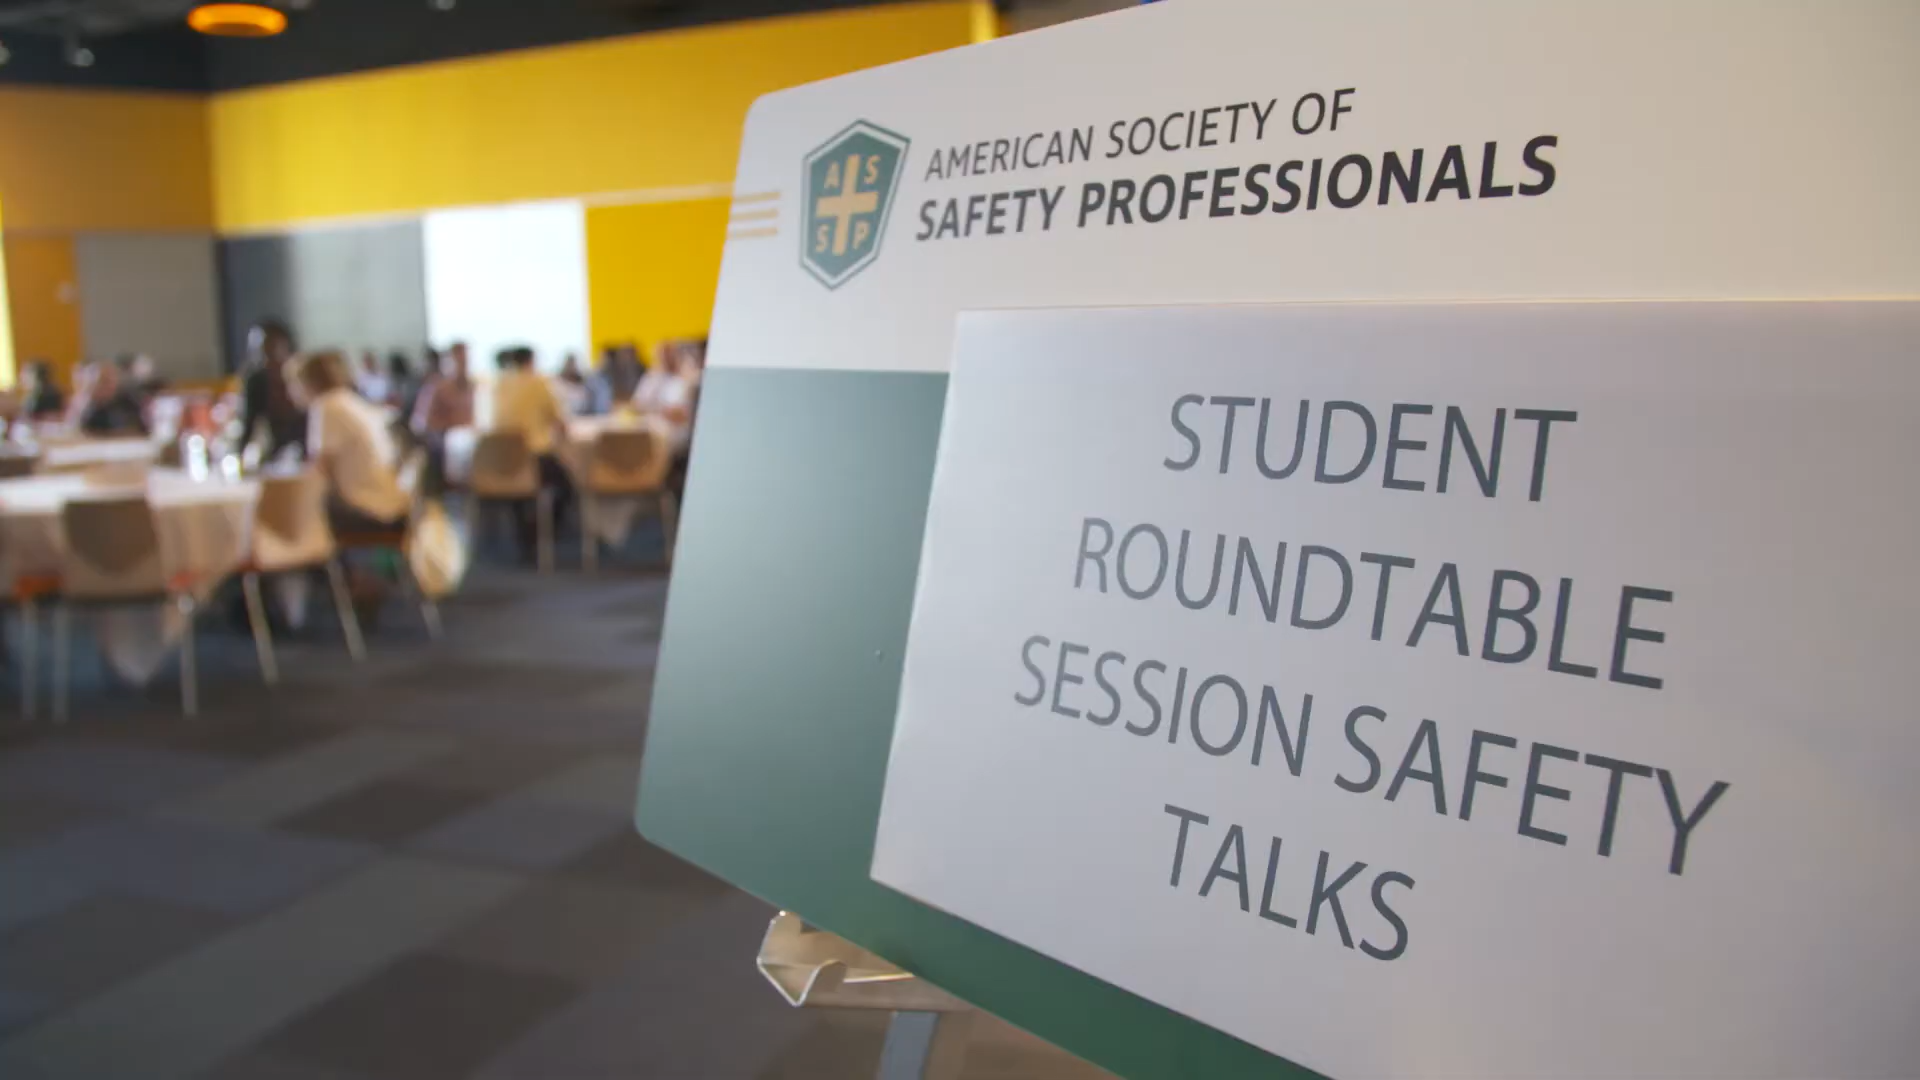 A S
S P
AMERICAN SOCIETY OF
SAFETY PROFESSIONALS
STUDENT
ROUNDTABLE
SESSION SAFETY
TALKS